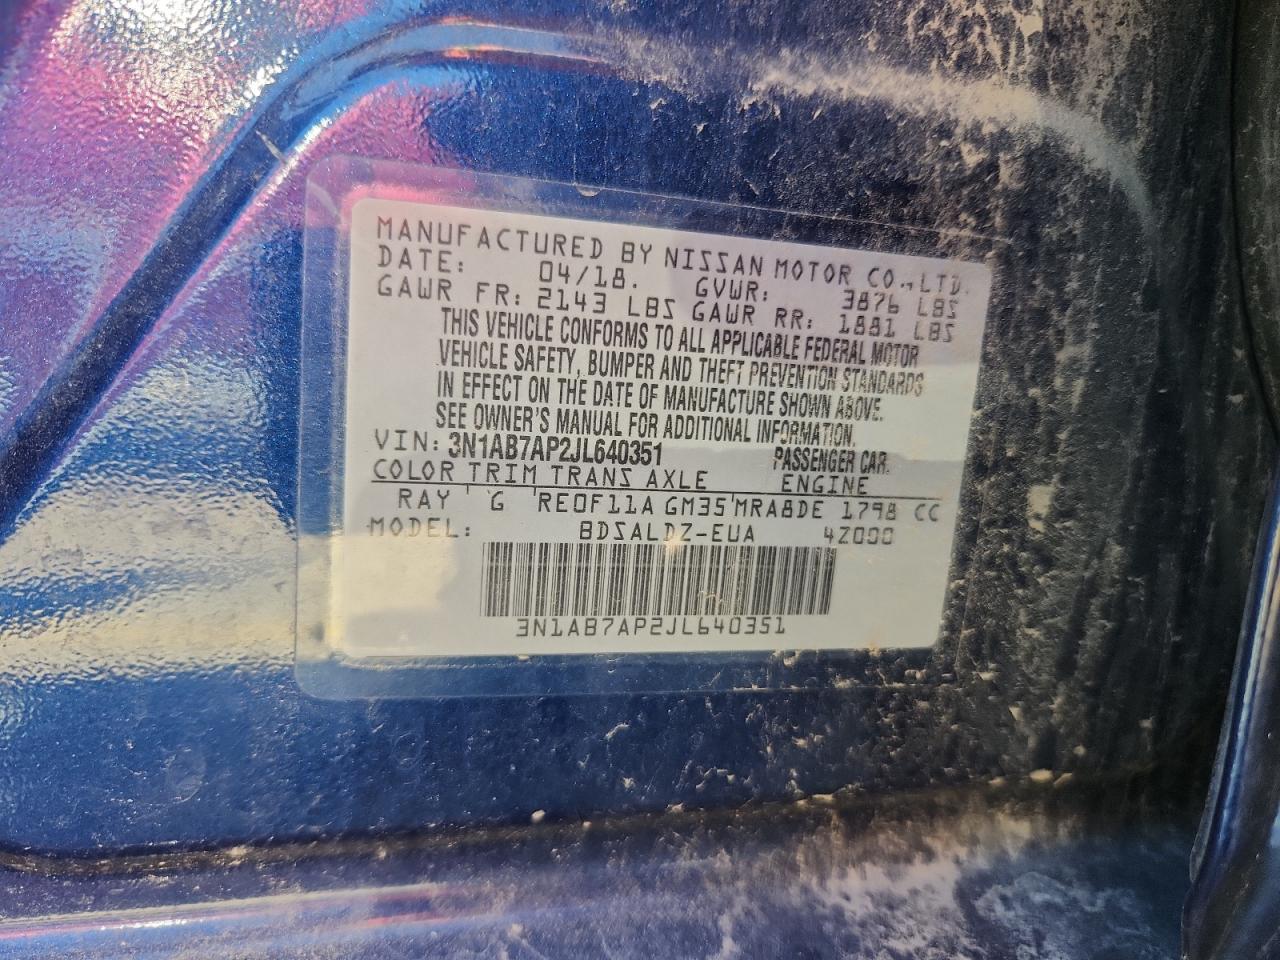 MANUFACTURED BY NISSAN MOTOR CO., LTD.
DATE: 04/18. GVWR: 3876 LBS
GAWR FR: 2143 LBS GAWR RR: 1881 LBS
THIS VEHICLE CONFORMS TO ALL APPLICABLE FEDERAL MOTOR
VEHICLE SAFETY, BUMPER AND THEFT PREVENTION STANDARDS
IN EFFECT ON THE DATE OF MANUFACTURE SHOWN ABOVE.
SEE OWNER'S MANUAL FOR ADDITIONAL INFORMATION.
VIN: 3N1AB7AP2JL640351 PASSENGER CAR.
COLOR TRIM TRANS AXLE ENGINE
RAY G RE0F11A GM35 MRA8DE 1798 CC
MODEL: BDSALDZ-EUA 4Z000
3N1AB7AP2JL640351